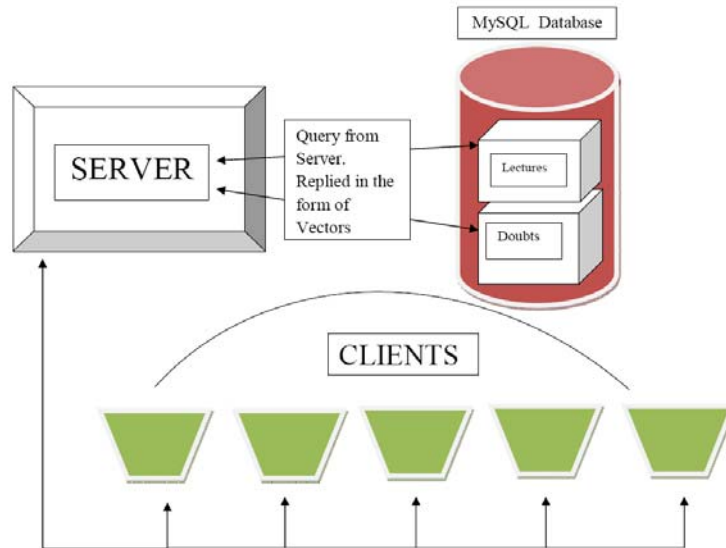 MySQL Database
SERVER
Query from
Server.
Replied in the
form of
Vectors
Lectures
Doubts
CLIENTS